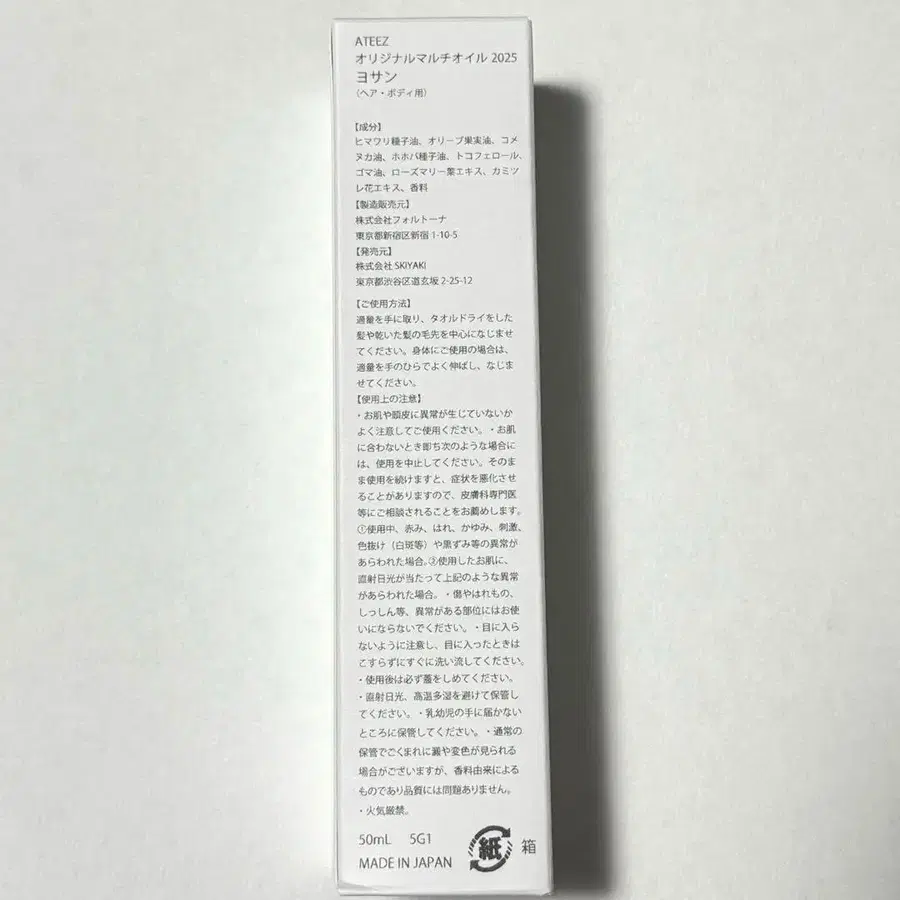 ATEEZ
オリジナルマルチオイル 2025
ヨサン
（ヘア・ボディ用）
【成分】
ヒマワリ種子油、オリーブ果実油、コメ
ヌカ油、ホホバ種子油、トコフェロール、
ゴマ油、ローズマリー葉エキス、カミツ
レ花エキス、香料
【製造販売元】
株式会社フォルトーナ
東京都新宿区新宿 1-10-5
【発売元】
株式会社 SKIYAKI
東京都渋谷区道玄坂 2-25-12
【ご使用方法】
適量を手に取り、タオルドライをした
髪や乾いた髪の毛先を中心になじませ
てください。身体にご使用の場合は、
適量を手のひらでよく伸ばし、なじま
せてください。
【使用上の注意】
・お肌や頭皮に異常が生じていないか
よく注意してご使用ください。・お肌
に合わないとき即ち次のような場合に
は、使用を中止してください。そのま
ま使用を続けますと、症状を悪化させ
ることがありますので、皮膚科専門医
等にご相談されることをお薦めします。
①使用中、赤み、はれ、かゆみ、刺激、
色抜け（白斑等）や黒ずみ等の異常が
あらわれた場合。②使用したお肌に、
直射日光が当たって上記のような異常
があらわれた場合。・傷やはれもの、
しっしん等、異常がある部位にはお使
いにならないでください。・目に入ら
ないように注意し、目に入ったときは
こすらずにすぐに洗い流してください。
・使用後は必ず蓋をしめてください。
・直射日光、高温多湿を避けて保管し
てください。・乳幼児の手に届かない
ところに保管してください。・通常の
保管でごくまれに澱や変色が見られる
場合がございますが、香料由来による
ものであり品質には問題ありません。
・火気厳禁。
50mL 5G1
紙 箱
MADE IN JAPAN